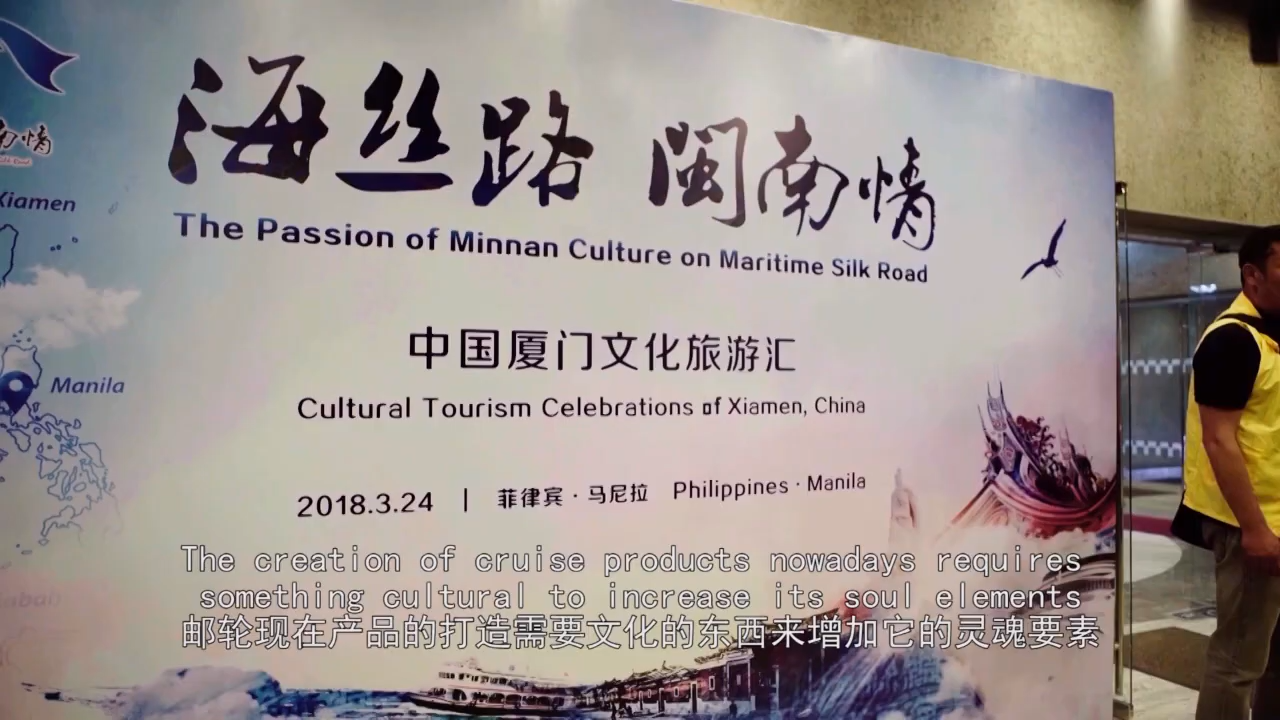 海丝路 闽南情
The Passion of Minnan Culture on Maritime Silk Road
南情
Xiamen
中国厦门文化旅游汇
Manila
Cultural Tourism Celebrations of Xiamen, China
2018.3.24 | 菲律宾·马尼拉 Philippines·Manila
The creation of cruise products nowadays requires
something cultural to increase its soul elements
邮轮现在产品的打造需要文化的东西来增加它的灵魂要素